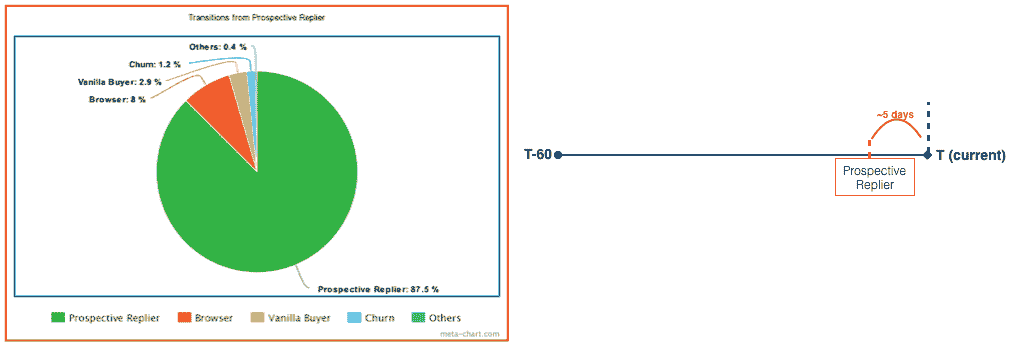 Transitions from Prospective Replier
Others: 0.4 %
Churn: 1.2 %
Vanilla Buyer: 2.9 %
Browser: 8 %
Prospective Replier: 87.5 %
Prospective Replier
Browser
Vanilla Buyer
Churn
Others
meta-chart.com
~5 days
T-60
T (current)
Prospective
Replier